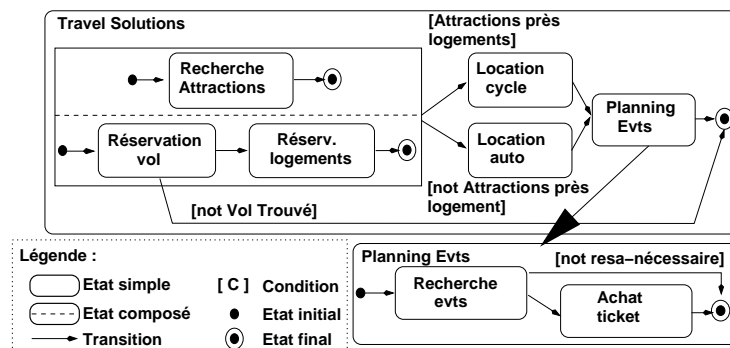 Travel Solutions
[Attractions près
logements]
Recherche
Attractions
Location
cycle
Planning
Evts
Réservation
vol
Réserv.
logements
Location
auto
[not Vol Trouvé]
[not Attractions près
logement]
Légende :
Etat simple
Etat composé
Transition
[ C ] Condition
Etat initial
Etat final
Planning Evts
[not resa–nécessaire]
Recherche
evts
Achat
ticket